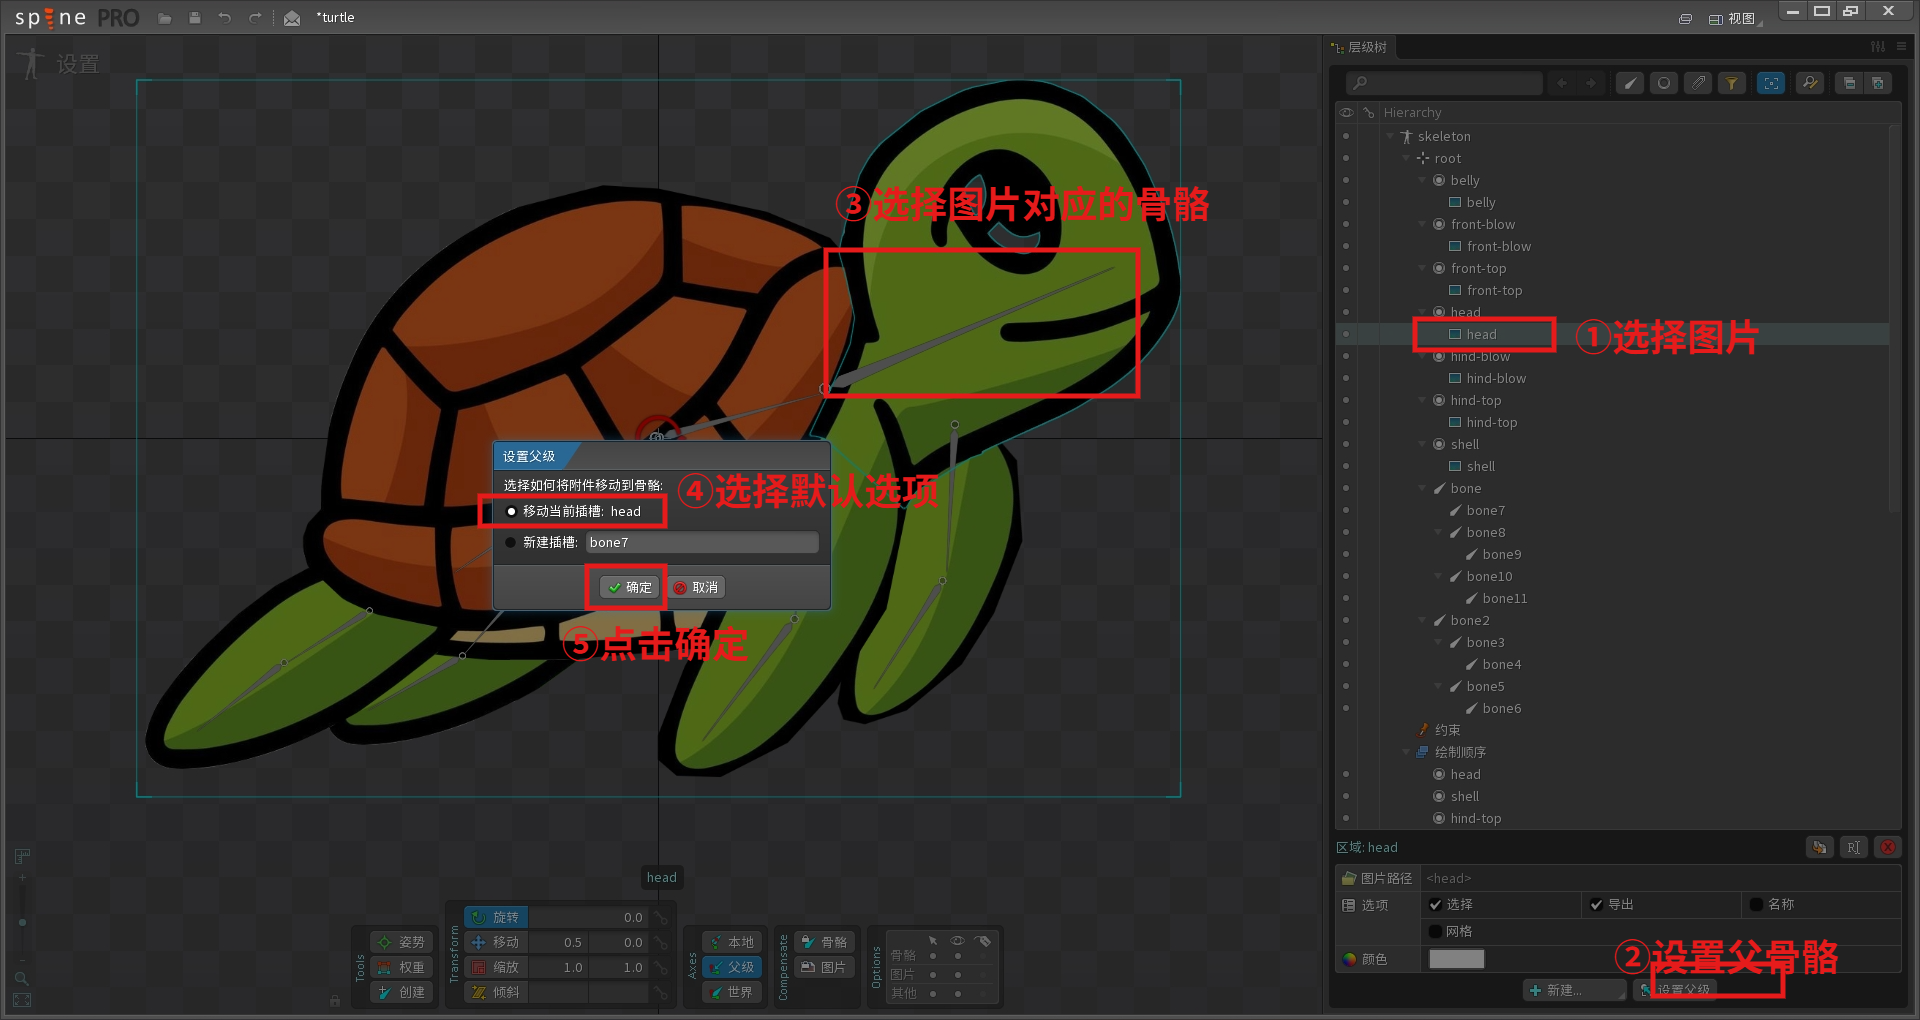 spine PRO
*turtle
视图
设置
层级树
Hierarchy
skeleton
root
belly
belly
front-blow
front-blow
front-top
front-top
head
head
hind-blow
hind-blow
hind-top
hind-top
shell
shell
bone
bone7
bone8
bone9
bone10
bone11
bone2
bone3
bone4
bone5
bone6
约束
绘制顺序
head
shell
hind-top
①选择图片
②设置父骨骼
③选择图片对应的骨骼
设置父级
选择如何将附件移动到骨骼:
④选择默认选项
移动当前插槽: head
新建插槽: bone7
确定 取消
⑤点击确定
区域: head
图片路径 <head>
选项 选择 导出 名称
网格
颜色
新建... 设置父级
head
Tools
姿势
权重
创建
Transform
旋转 0.0
移动 0.5 0.0
缩放 1.0 1.0
倾斜
Axes
本地
父级
世界
Compensate
骨骼
图片
Options
骨骼
图片
其他